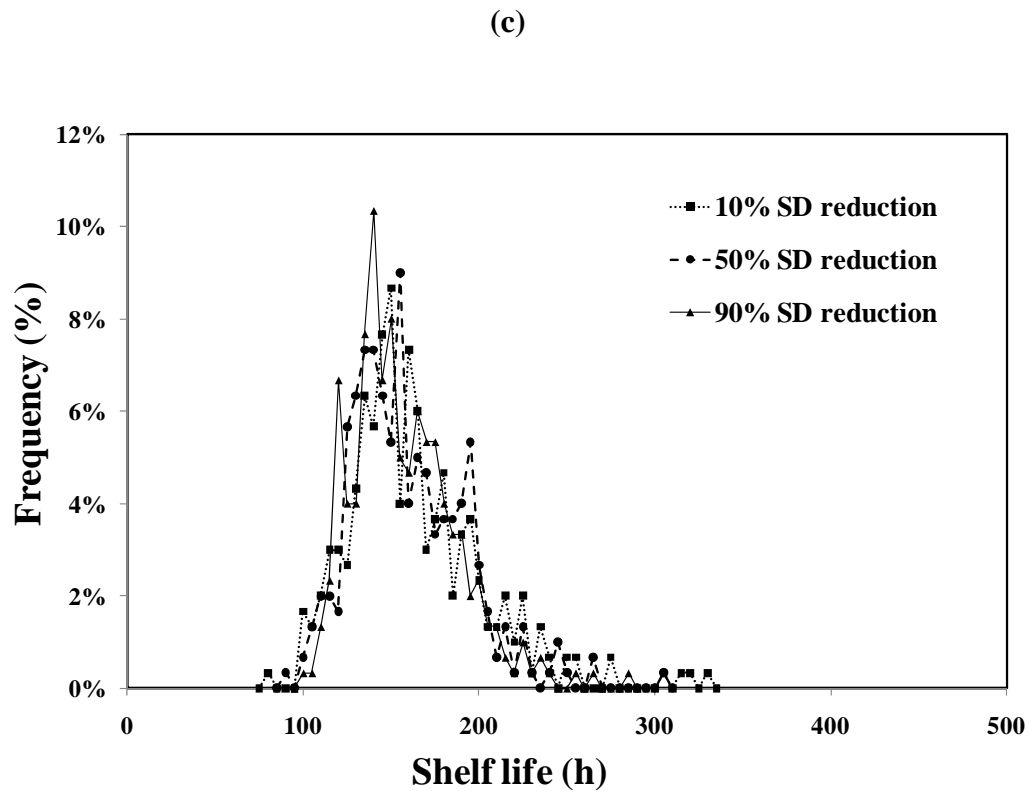 (c)
12%
10%
8%
6%
4%
2%
0%
Frequency (%)
10% SD reduction
50% SD reduction
90% SD reduction
0 100 200 300 400 500
Shelf life (h)